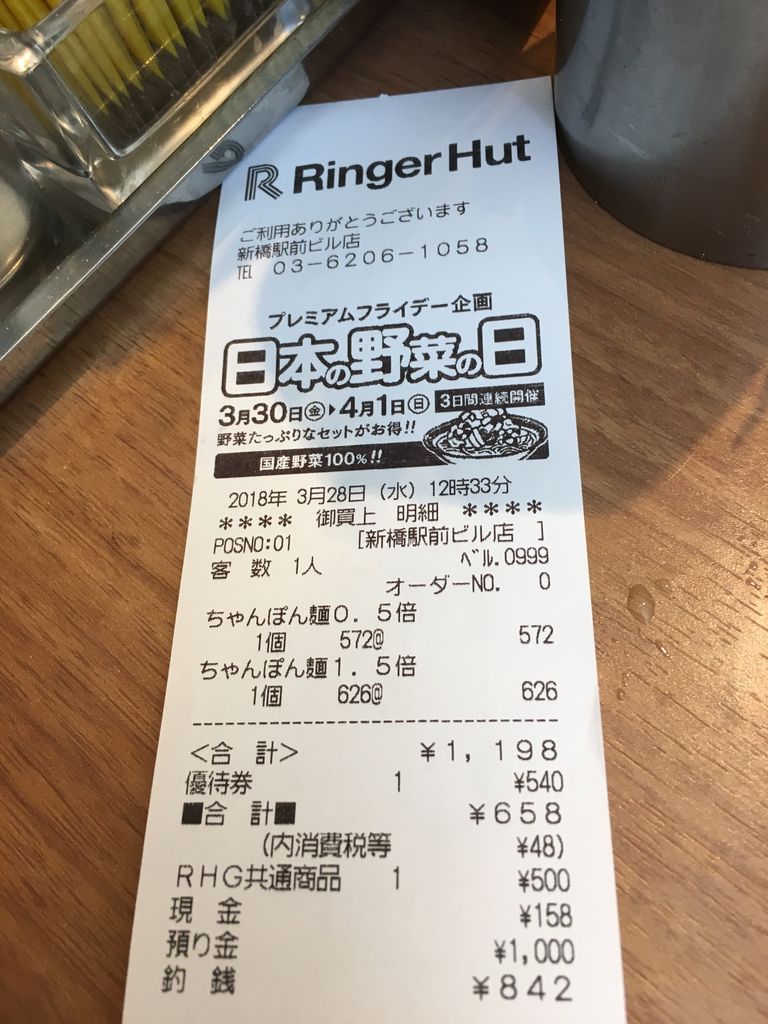 Ringer Hut
ご利用ありがとうございます
新橋駅前ビル店
TEL 03-6206-1058
プレミアムフライデー企画
日本の野菜の日
3月30日㊎▶4月1日㊐ 3日間連続開催
野菜たっぷりなセットがお得!!
国産野菜100%!!
2018年 3月28日 (水) 12時33分
**** 御買上 明細 ****
POSNO:01 [新橋駅前ビル店 ]
客 数 1人 ベル.0999
オーダーNO. 0
ちゃんぽん麺0.5倍
1個 572@ 572
ちゃんぽん麺1.5倍
1個 626@ 626
<合 計> ¥1,198
優待券 1 ¥540
■合 計■ ¥658
(内消費税等 ¥48)
RHG共通商品 1 ¥500
現 金 ¥158
預り金 ¥1,000
釣 銭 ¥842